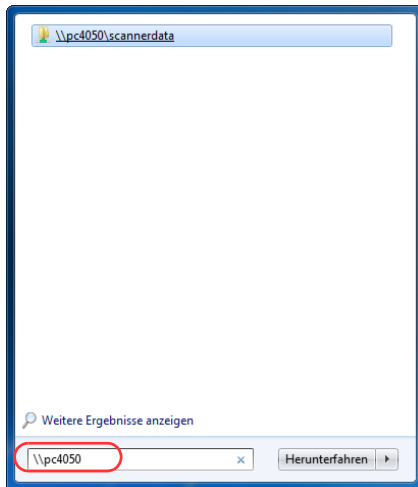 \\pc4050\scannerdata
Weitere Ergebnisse anzeigen
\\pc4050
Herunterfahren